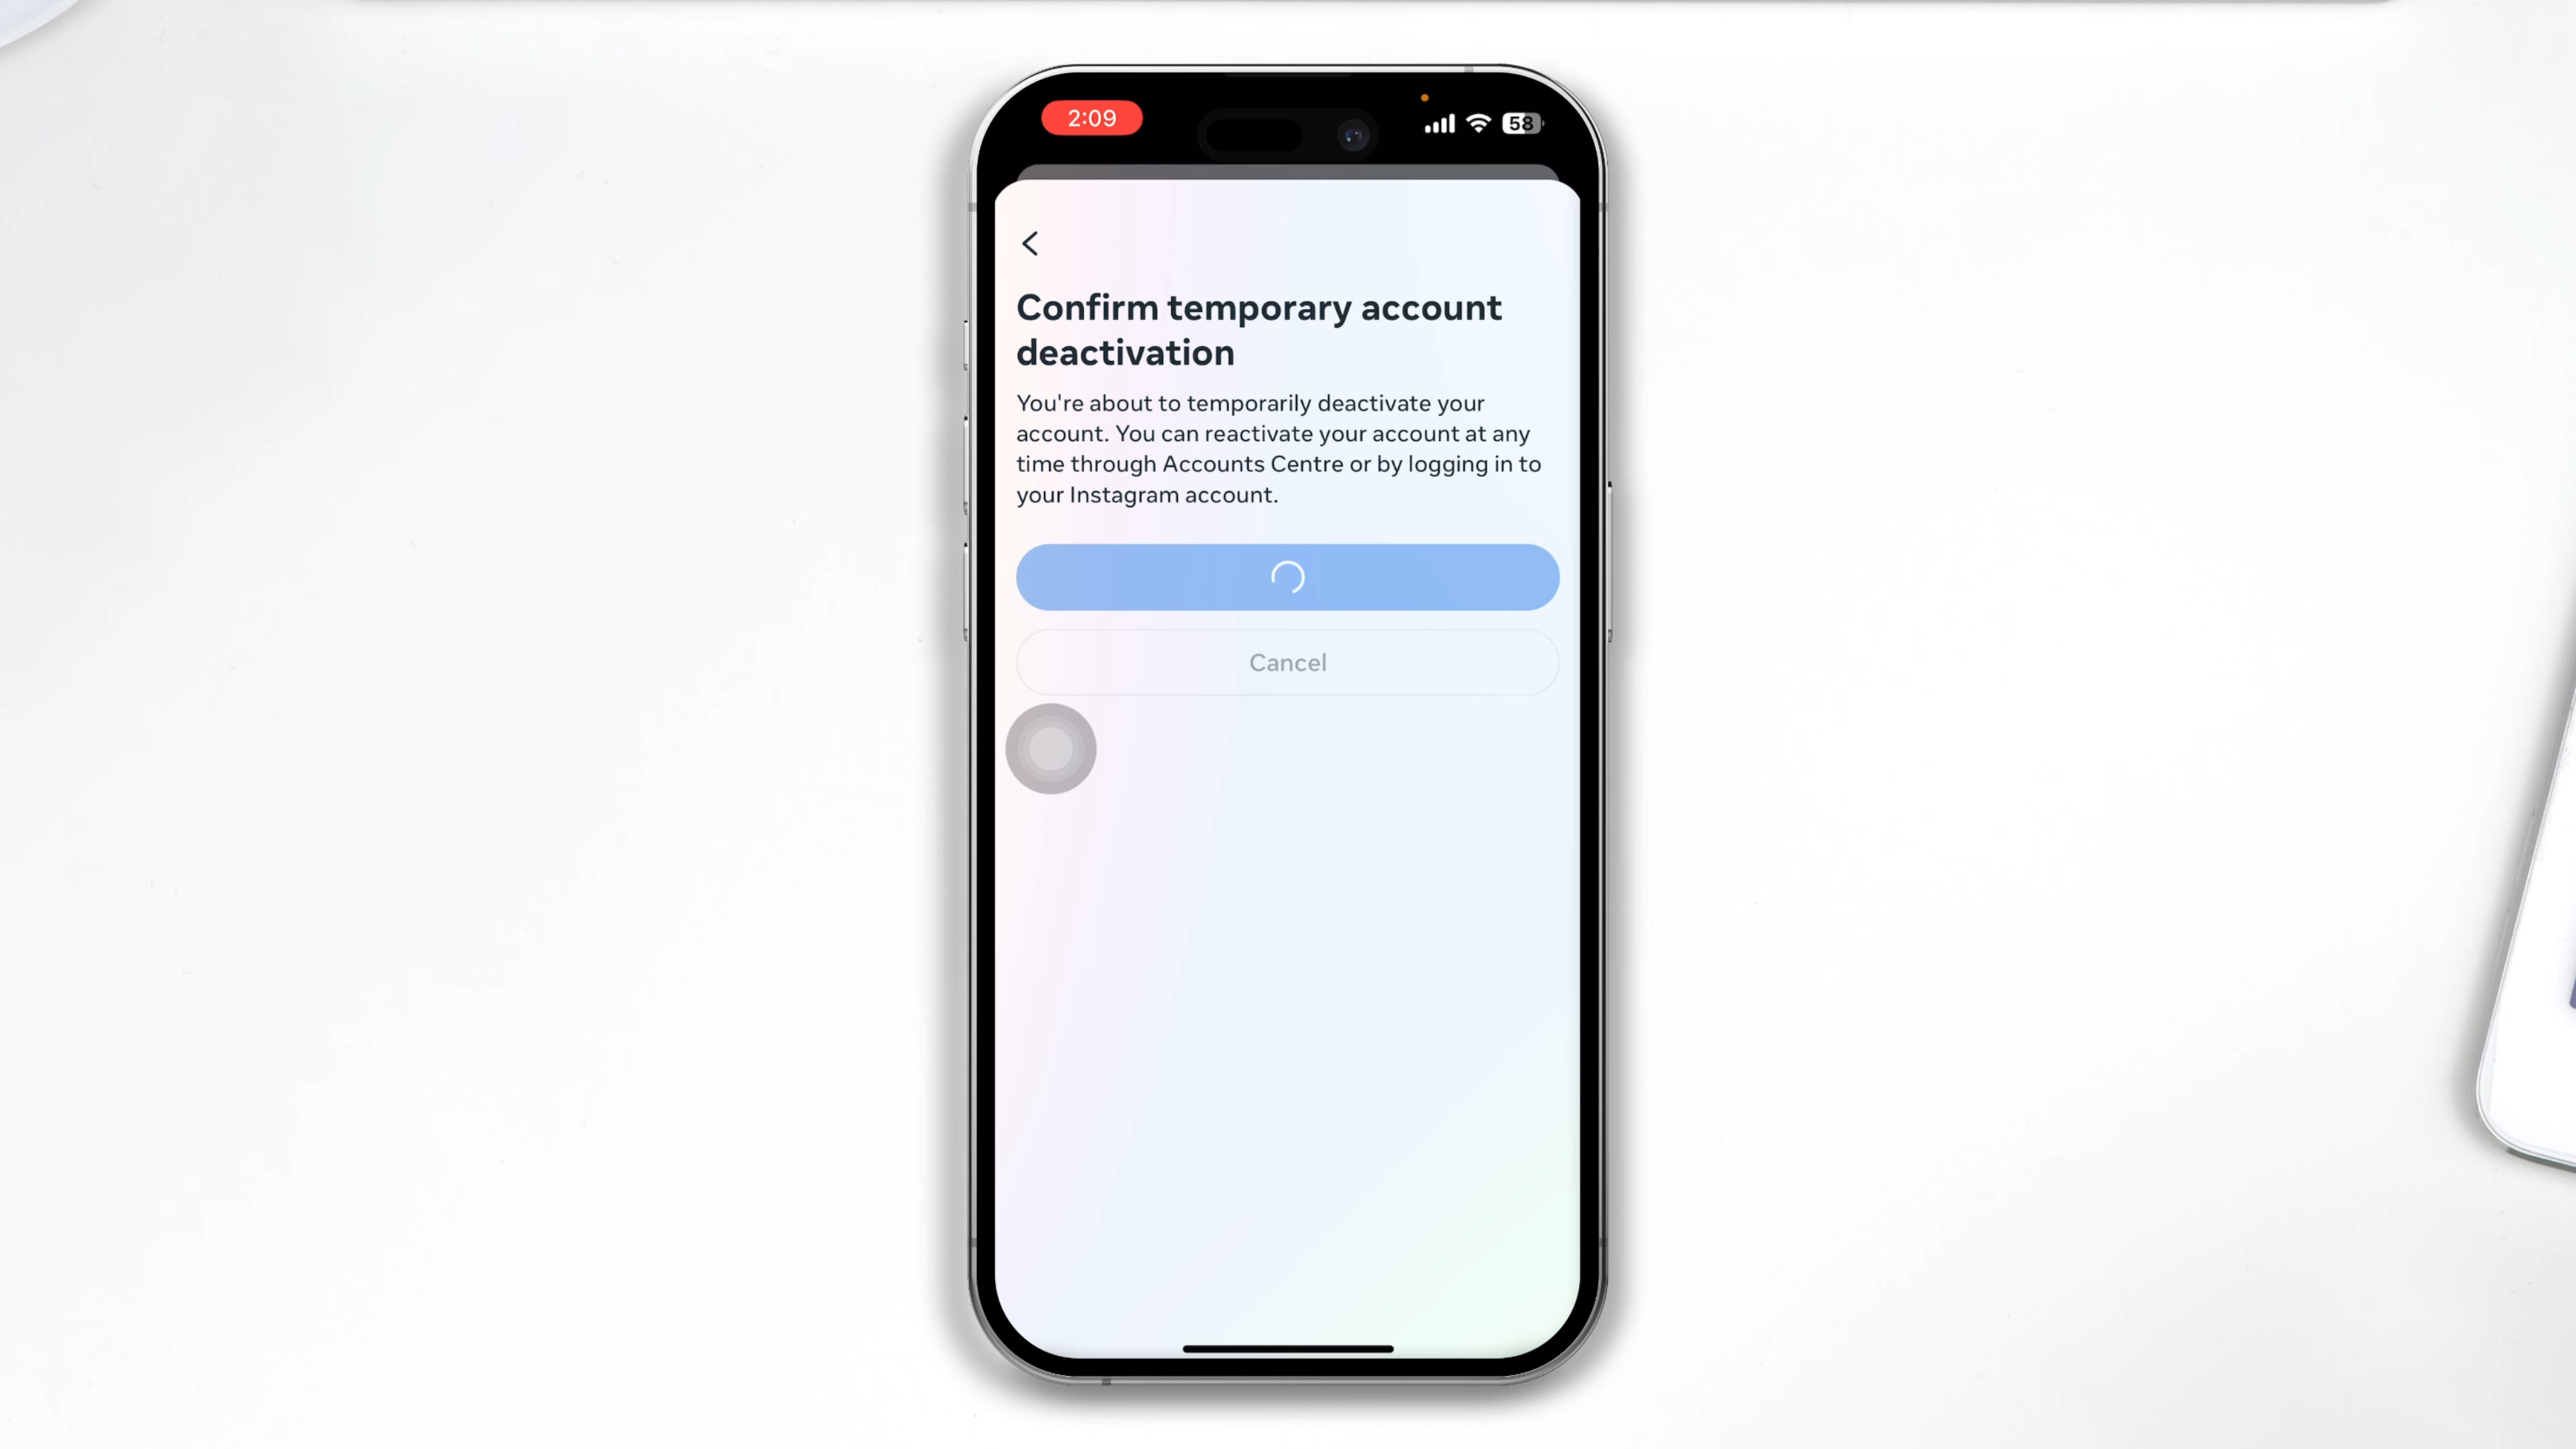 2:09
58
Confirm temporary account
deactivation
You're about to temporarily deactivate your
account. You can reactivate your account at any
time through Accounts Centre or by logging in to
your Instagram account.
Cancel